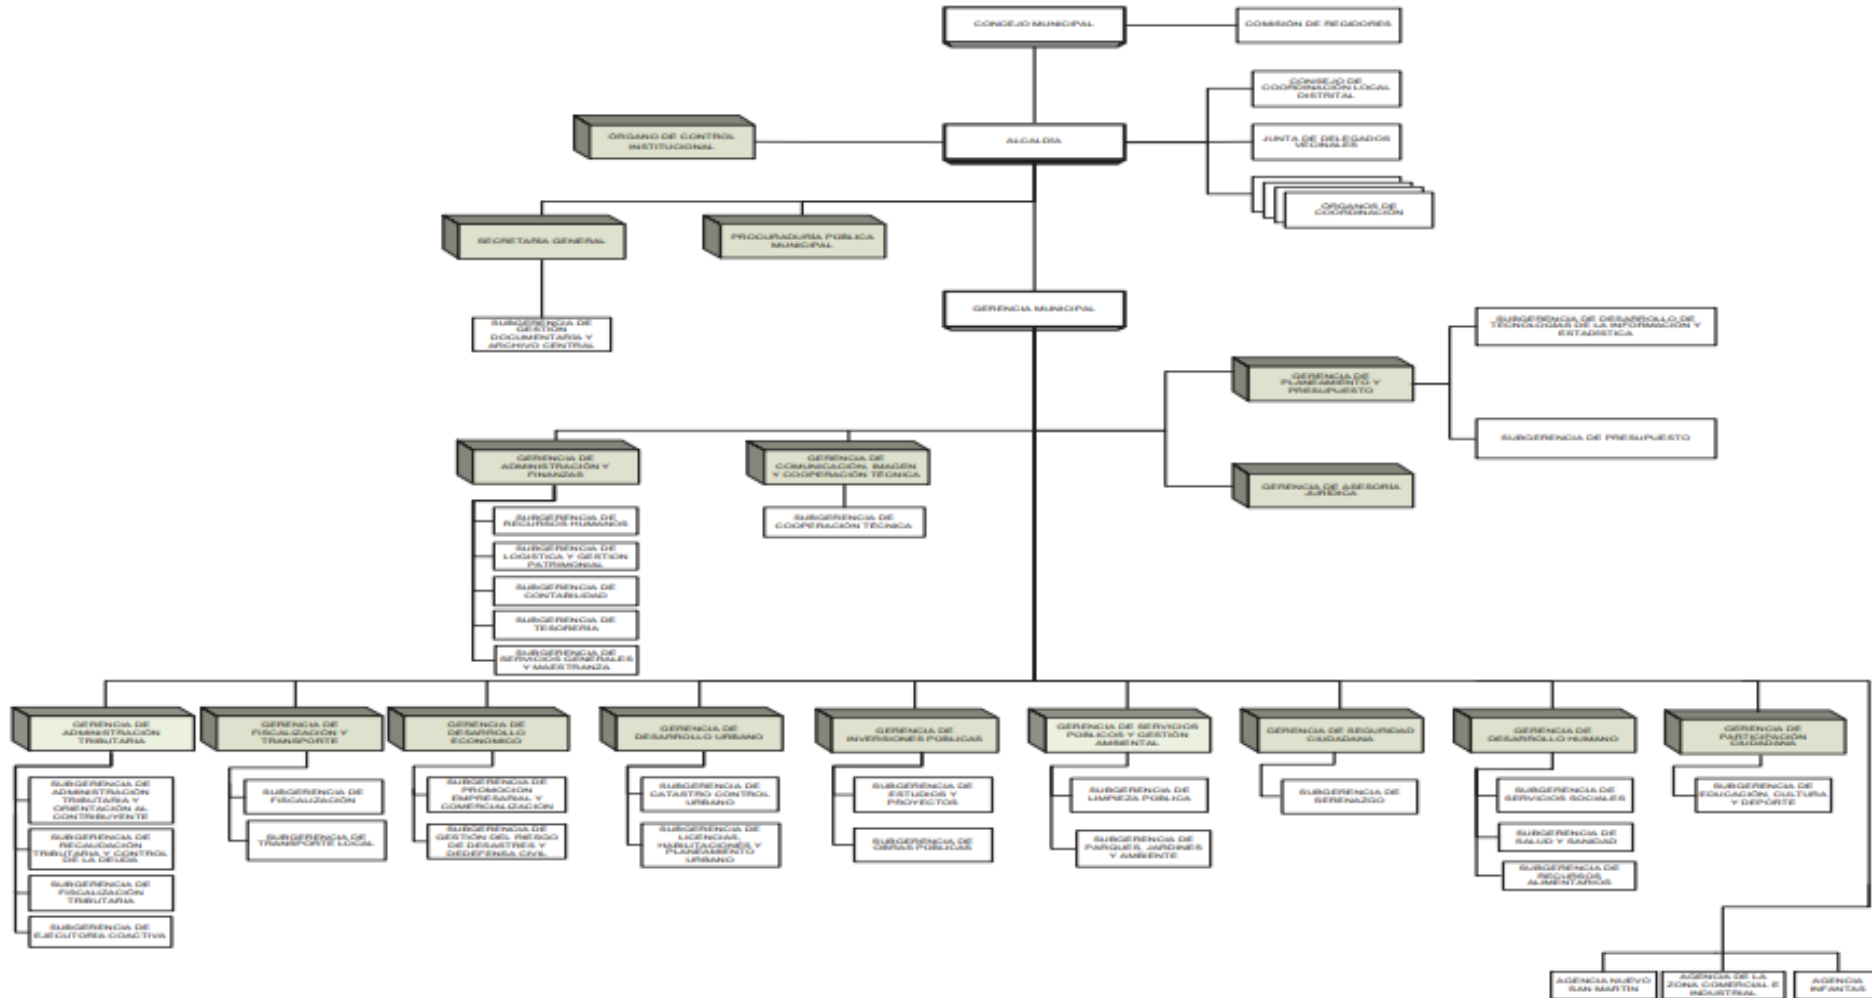 CONCEJO MUNICIPAL
COMISIÓN DE REGIDORES
CONSEJO DE
COORDINACIÓN LOCAL
DISTRITAL
ÓRGANO DE CONTROL
INSTITUCIONAL
ALCALDÍA
JUNTA DE DELEGADOS
VECINALES
ÓRGANOS DE
COORDINACIÓN
SECRETARÍA GENERAL
PROCURADURÍA PÚBLICA
MUNICIPAL
GERENCIA MUNICIPAL
SUBGERENCIA DE
GESTIÓN
DOCUMENTARIA Y
ARCHIVO CENTRAL
SUBGERENCIA DE DESARROLLO DE
TECNOLOGÍAS DE LA INFORMACIÓN Y
ESTADÍSTICA
GERENCIA DE
PLANEAMIENTO Y
PRESUPUESTO
SUBGERENCIA DE PRESUPUESTO
GERENCIA DE
ADMINISTRACIÓN Y
FINANZAS
GERENCIA DE
COMUNICACIÓN, IMAGEN
Y COOPERACIÓN TÉCNICA
GERENCIA DE ASESORÍA
JURÍDICA
SUBGERENCIA DE
RECURSOS HUMANOS
SUBGERENCIA DE
COOPERACIÓN TÉCNICA
SUBGERENCIA DE
LOGISTICA Y GESTION
PATRIMONIAL
SUBGERENCIA DE
CONTABILIDAD
SUBGERENCIA DE
TESORERÍA
SUBGERENCIA DE
SERVICIOS GENERALES
Y MAESTRANZA
GERENCIA DE
ADMINISTRACIÓN
TRIBUTARIA
GERENCIA DE
FISCALIZACIÓN Y
TRANSPORTE
GERENCIA DE
DESARROLLO
ECONOMICO
GERENCIA DE
DESARROLLO URBANO
GERENCIA DE
INVERSIONES PÚBLICAS
GERENCIA DE SERVICIOS
PÚBLICOS Y GESTIÓN
AMBIENTAL
GERENCIA DE SEGURIDAD
CIUDADANA
GERENCIA DE
DESARROLLO HUMANO
GERENCIA DE
PARTICIPACIÓN
CIUDADANA
SUBGERENCIA DE
ADMINISTRACIÓN
TRIBUTARIA Y
ORIENTACIÓN AL
CONTRIBUYENTE
SUBGERENCIA DE
RECAUDACIÓN
TRIBUTARIA Y CONTROL
DE LA DEUDA
SUBGERENCIA DE
FISCALIZACIÓN
TRIBUTARIA
SUBGERENCIA DE
EJECUTORÍA COACTIVA
SUBGERENCIA DE
FISCALIZACIÓN
SUBGERENCIA DE
TRANSPORTE LOCAL
SUBGERENCIA DE
PROMOCION
EMPRESARIAL Y
COMERCIALIZACIÓN
SUBGERENCIA DE
GESTIÓN DEL RIESGO
DE DESASTRES Y
DEDEFENSA CIVIL
SUBGERENCIA DE
CATASTRO CONTROL
URBANO
SUBGERENCIA DE
LICENCIAS,
HABILITACIONES Y
PLANEAMIENTO
URBANO
SUBGERENCIA DE
ESTUDIOS Y
PROYECTOS
SUBGERENCIA DE
OBRAS PÚBLICAS
SUBGERENCIA DE
LIMPIEZA PÚBLICA
SUBGERENCIA DE
PARQUES, JARDINES
Y AMBIENTE
SUBGERENCIA DE
SERENAZGO
SUBGERENCIA DE
SERVICIOS SOCIALES
SUBGERENCIA DE
SALUD Y SANIDAD
SUBGERENCIA DE
RECURSOS
ALIMENTARIOS
SUBGERENCIA DE
EDUCACIÓN, CULTURA
Y DEPORTE
AGENCIA NUEVO
SAN MARTÍN
AGENCIA DE LA
ZONA COMERCIAL E
INDUSTRIAL
AGENCIA
INFANTAS